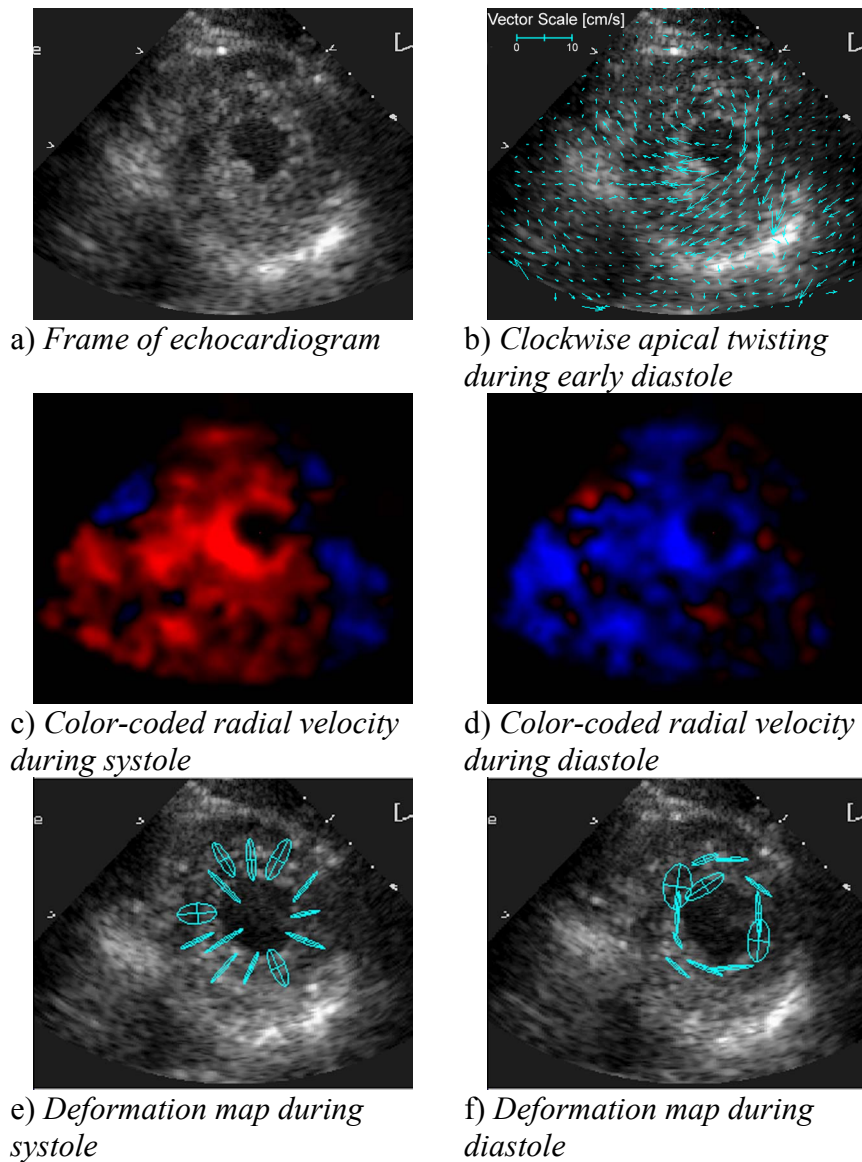 Vector Scale [cm/s]
0 10
a) Frame of echocardiogram
b) Clockwise apical twisting
during early diastole
c) Color-coded radial velocity
during systole
d) Color-coded radial velocity
during diastole
e) Deformation map during
systole
f) Deformation map during
diastole